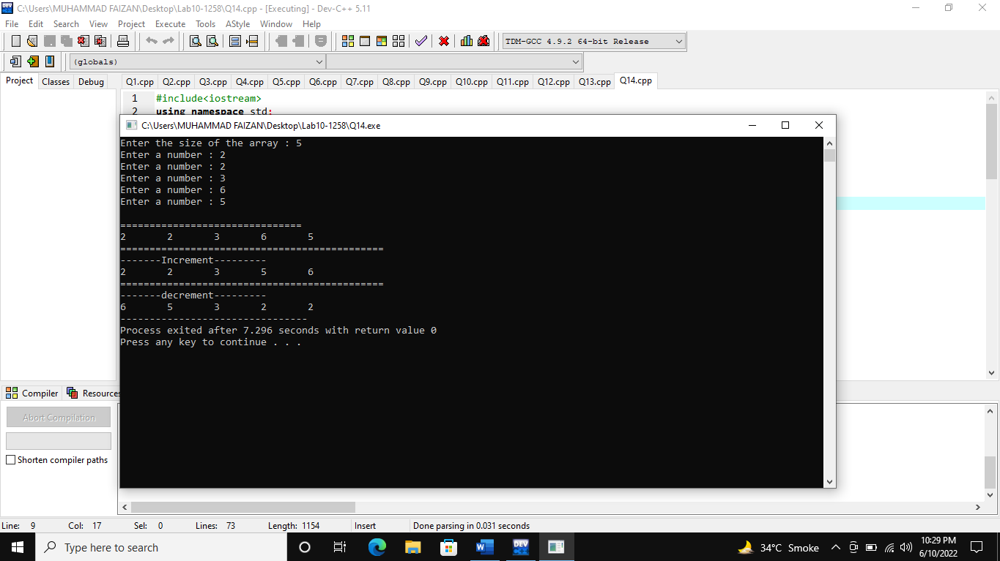 C:\Users\MUHAMMAD FAIZAN\Desktop\Lab10-1258\Q14.cpp - [Executing] - Dev-C++ 5.11
File Edit Search View Project Execute Tools AStyle Window Help
TDM-GCC 4.9.2 64-bit Release
(globals)
Project Classes Debug Q1.cpp Q2.cpp Q3.cpp Q4.cpp Q5.cpp Q6.cpp Q7.cpp Q8.cpp Q9.cpp Q10.cpp Q11.cpp Q12.cpp Q13.cpp Q14.cpp
1 #include<iostream>
2 using namespace std;
C:\Users\MUHAMMAD FAIZAN\Desktop\Lab10-1258\Q14.exe
Enter the size of the array : 5
Enter a number : 2
Enter a number : 2
Enter a number : 3
Enter a number : 6
Enter a number : 5
===============================
2 2 3 6 5
=============================================
-------Increment---------
2 2 3 5 6
=============================================
-------decrement---------
6 5 3 2 2
--------------------------------
Process exited after 7.296 seconds with return value 0
Press any key to continue . . .
Compiler Resources
Abort Compilation
Shorten compiler paths
Line: 9 Col: 17 Sel: 0 Lines: 73 Length: 1154 Insert Done parsing in 0.031 seconds
Type here to search
DEV C++
34°C Smoke
10:29 PM
6/10/2022